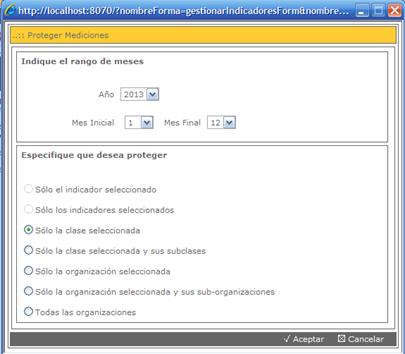 http://localhost:8070/?nombreForma=gestionarIndicadoresForm&nombre...
..:: Proteger Mediciones
Indique el rango de meses
Año 2013
Mes Inicial 1 Mes Final 12
Especifique que desea proteger
Sólo el indicador seleccionado
Sólo los indicadores seleccionados
Sólo la clase seleccionada
Sólo la clase seleccionada y sus subclases
Sólo la organización seleccionada
Sólo la organización seleccionada y sus sub-organizaciones
Todas las organizaciones
Aceptar Cancelar